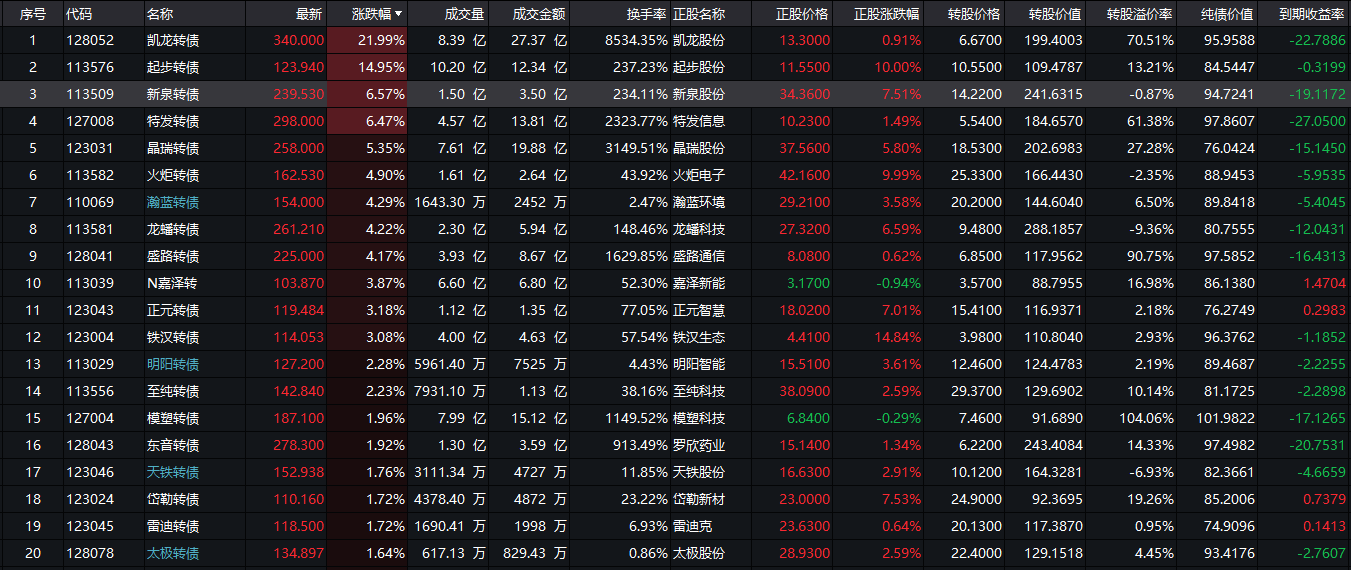 序号 代码 名称 最新 涨跌幅▼ 成交量 成交金额 换手率 正股名称 正股价格 正股涨跌幅 转股价格 转股价值 转股溢价率 纯债价值 到期收益率
1 128052 凯龙转债 340.000 21.99% 8.39 亿 27.37 亿 8534.35% 凯龙股份 13.3000 0.91% 6.6700 199.4003 70.51% 95.9588 -22.7886
2 113576 起步转债 123.940 14.95% 10.20 亿 12.34 亿 237.23% 起步股份 11.5500 10.00% 10.5500 109.4787 13.21% 84.5447 -0.3199
3 113509 新泉转债 239.530 6.57% 1.50 亿 3.50 亿 234.11% 新泉股份 34.3600 7.51% 14.2200 241.6315 -0.87% 94.7241 -19.1172
4 127008 特发转债 298.000 6.47% 4.57 亿 13.81 亿 2323.77% 特发信息 10.2300 1.49% 5.5400 184.6570 61.38% 97.8607 -27.0500
5 123031 晶瑞转债 258.000 5.35% 7.61 亿 19.88 亿 3149.51% 晶瑞股份 37.5600 5.80% 18.5300 202.6983 27.28% 76.0424 -15.1450
6 113582 火炬转债 162.530 4.90% 1.61 亿 2.64 亿 43.92% 火炬电子 42.1600 9.99% 25.3300 166.4430 -2.35% 88.9453 -5.9535
7 110069 瀚蓝转债 154.000 4.29% 1643.30 万 2452 万 2.47% 瀚蓝环境 29.2100 3.58% 20.2000 144.6040 6.50% 89.8418 -5.4045
8 113581 龙蟠转债 261.210 4.22% 2.30 亿 5.94 亿 148.46% 龙蟠科技 27.3200 6.59% 9.4800 288.1857 -9.36% 80.7555 -12.0431
9 128041 盛路转债 225.000 4.17% 3.93 亿 8.67 亿 1629.85% 盛路通信 8.0800 0.62% 6.8500 117.9562 90.75% 97.5852 -16.4313
10 113039 N嘉泽转 103.870 3.87% 6.60 亿 6.80 亿 52.30% 嘉泽新能 3.1700 -0.94% 3.5700 88.7955 16.98% 86.1380 1.4704
11 123043 正元转债 119.484 3.18% 1.12 亿 1.35 亿 77.05% 正元智慧 18.0200 7.01% 15.4100 116.9371 2.18% 76.2749 0.2983
12 123004 铁汉转债 114.053 3.08% 4.00 亿 4.63 亿 57.54% 铁汉生态 4.4100 14.84% 3.9800 110.8040 2.93% 96.3762 -1.1852
13 113029 明阳转债 127.200 2.28% 5961.40 万 7525 万 4.43% 明阳智能 15.5100 3.61% 12.4600 124.4783 2.19% 89.4687 -2.2255
14 113556 至纯转债 142.840 2.23% 7931.10 万 1.13 亿 38.16% 至纯科技 38.0900 2.59% 29.3700 129.6902 10.14% 81.1725 -2.2898
15 127004 模塑转债 187.100 1.96% 7.99 亿 15.12 亿 1149.52% 模塑科技 6.8400 -0.29% 7.4600 91.6890 104.06% 101.9822 -17.1265
16 128043 东音转债 278.300 1.92% 1.30 亿 3.59 亿 913.49% 罗欣药业 15.1400 1.34% 6.2200 243.4084 14.33% 97.4982 -20.7531
17 123046 天铁转债 152.938 1.76% 3111.34 万 4727 万 11.85% 天铁股份 16.6300 2.91% 10.1200 164.3281 -6.93% 82.3661 -4.6659
18 123024 岱勒转债 110.160 1.72% 4378.40 万 4872 万 23.22% 岱勒新材 23.0000 7.53% 24.9000 92.3695 19.26% 85.2006 0.7379
19 123045 雷迪转债 118.500 1.72% 1690.41 万 1998 万 6.93% 雷迪克 23.6300 0.64% 20.1300 117.3870 0.95% 74.9096 0.1413
20 128078 太极转债 134.897 1.64% 617.13 万 829.43 万 0.86% 太极股份 28.9300 2.59% 22.4000 129.1518 4.45% 93.4176 -2.7607